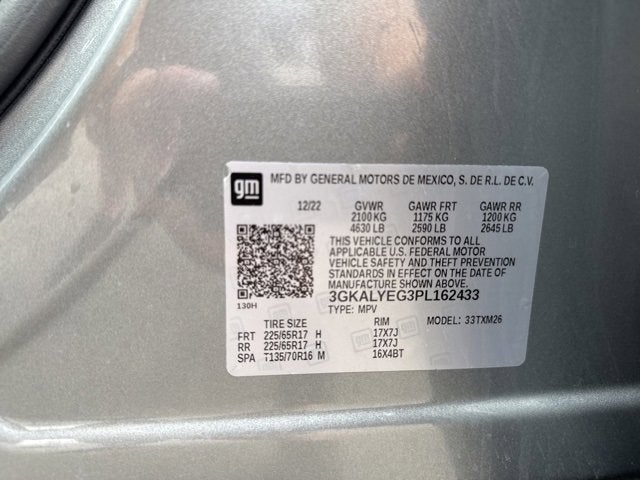 gm
MFD BY GENERAL MOTORS DE MEXICO, S. DE R.L. DE C.V.
12/22 GVWR GAWR FRT GAWR RR
2100 KG 1175 KG 1200 KG
4630 LB 2590 LB 2645 LB
THIS VEHICLE CONFORMS TO ALL
APPLICABLE U.S. FEDERAL MOTOR
VEHICLE SAFETY AND THEFT PREVENTION
STANDARDS IN EFFECT ON THE DATE OF
MANUFACTURE SHOWN ABOVE.
3GKALYEG3PL162433
130H
TYPE: MPV
MODEL: 33TXM26
TIRE SIZE RIM
FRT 225/65R17 H 17X7J
RR 225/65R17 H 17X7J
SPA T135/70R16 M 16X4BT